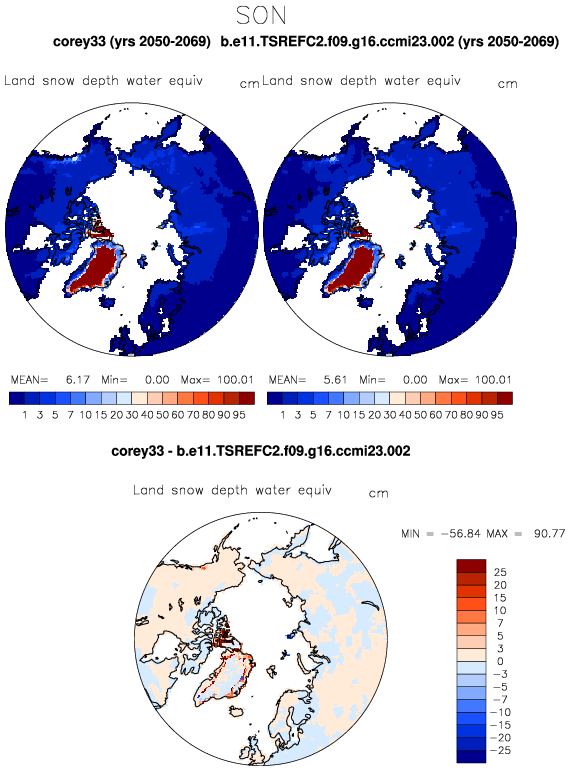 SON
corey33 (yrs 2050-2069) b.e11.TSREFC2.f09.g16.ccmi23.002 (yrs 2050-2069)
Land snow depth water equiv cm Land snow depth water equiv cm
MEAN= 6.17 Min= 0.00 Max= 100.01 MEAN= 5.61 Min= 0.00 Max= 100.01
1 3 5 7 10 15 20 30 40 50 60 70 80 90 95 1 3 5 7 10 15 20 30 40 50 60 70 80 90 95
corey33 - b.e11.TSREFC2.f09.g16.ccmi23.002
Land snow depth water equiv cm
MIN = -56.84 MAX = 90.77
25
20
15
10
7
5
3
0
-3
-5
-7
-10
-15
-20
-25